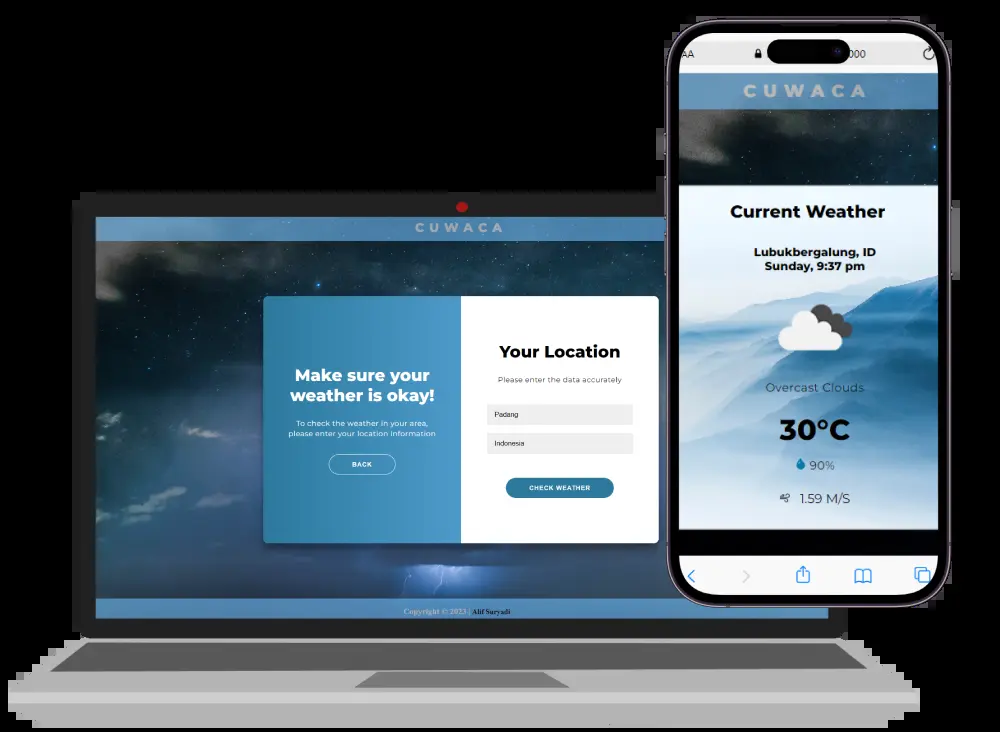 CUWACA
Make sure your
weather is okay!
To check the weather in your area,
please enter your location information
BACK
Your Location
Please enter the data accurately
Padang
Indonesia
CHECK WEATHER
Copyright © 2023 | Alif Suryadi
AA
000
CUWACA
Current Weather
Lubukbergalung, ID
Sunday, 9:37 pm
Overcast Clouds
30°C
90%
1.59 M/S